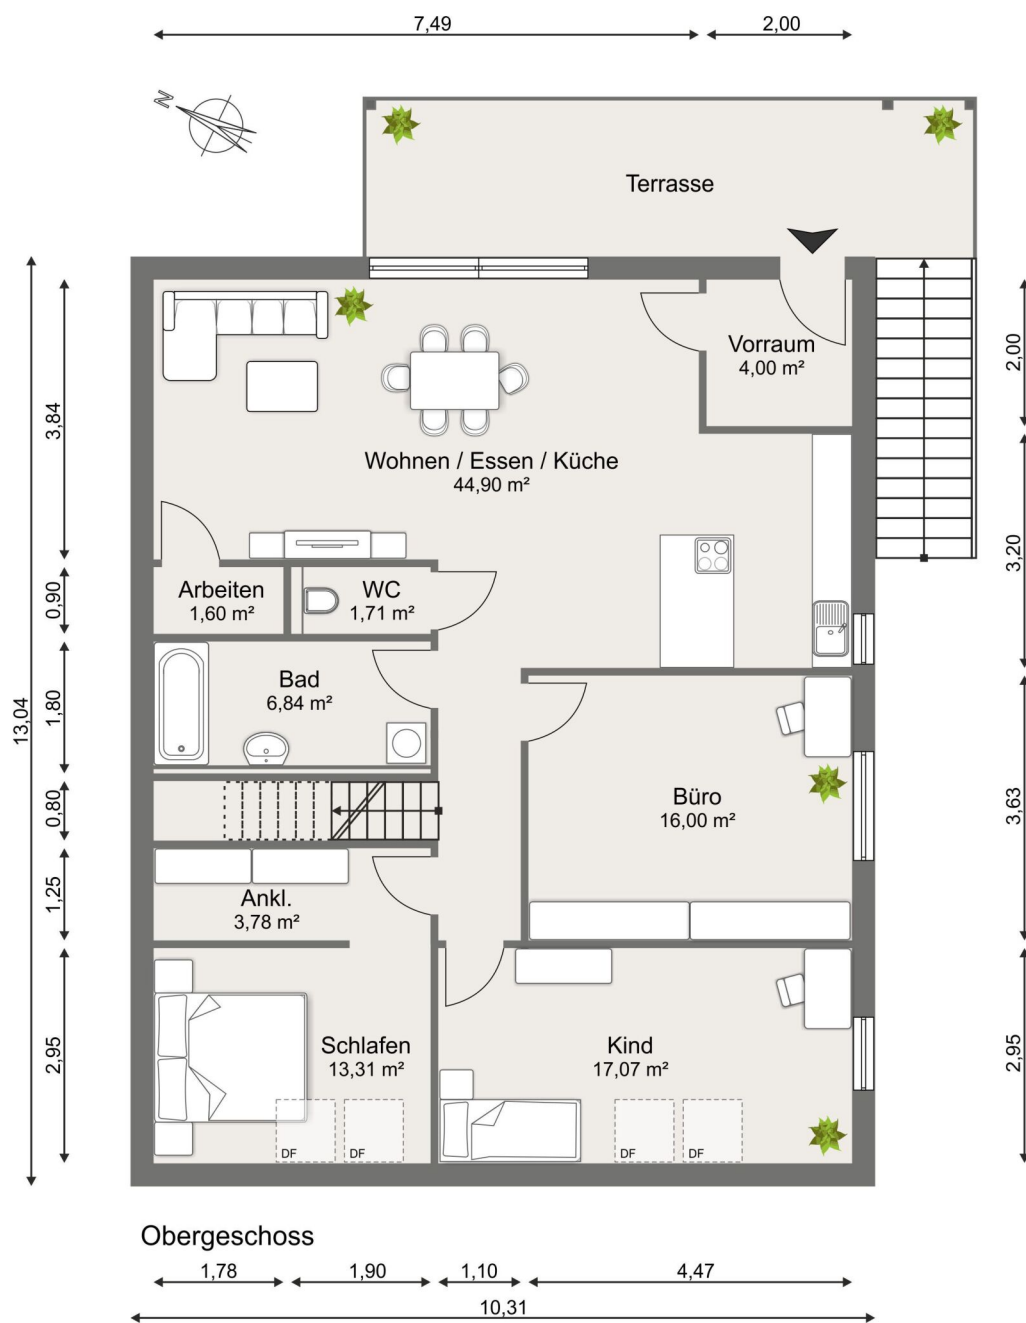 7,49
2,00
N
Terrasse
Vorraum
4,00 m²
2,00
3,84
Wohnen / Essen / Küche
44,90 m²
3,20
Arbeiten
1,60 m²
WC
1,71 m²
0,90
Bad
6,84 m²
1,80
13,04
Büro
16,00 m²
3,63
0,80
Ankl.
3,78 m²
1,25
Schlafen
13,31 m²
Kind
17,07 m²
2,95
2,95
DF
DF
DF
DF
Obergeschoss
1,78
1,90
1,10
4,47
10,31